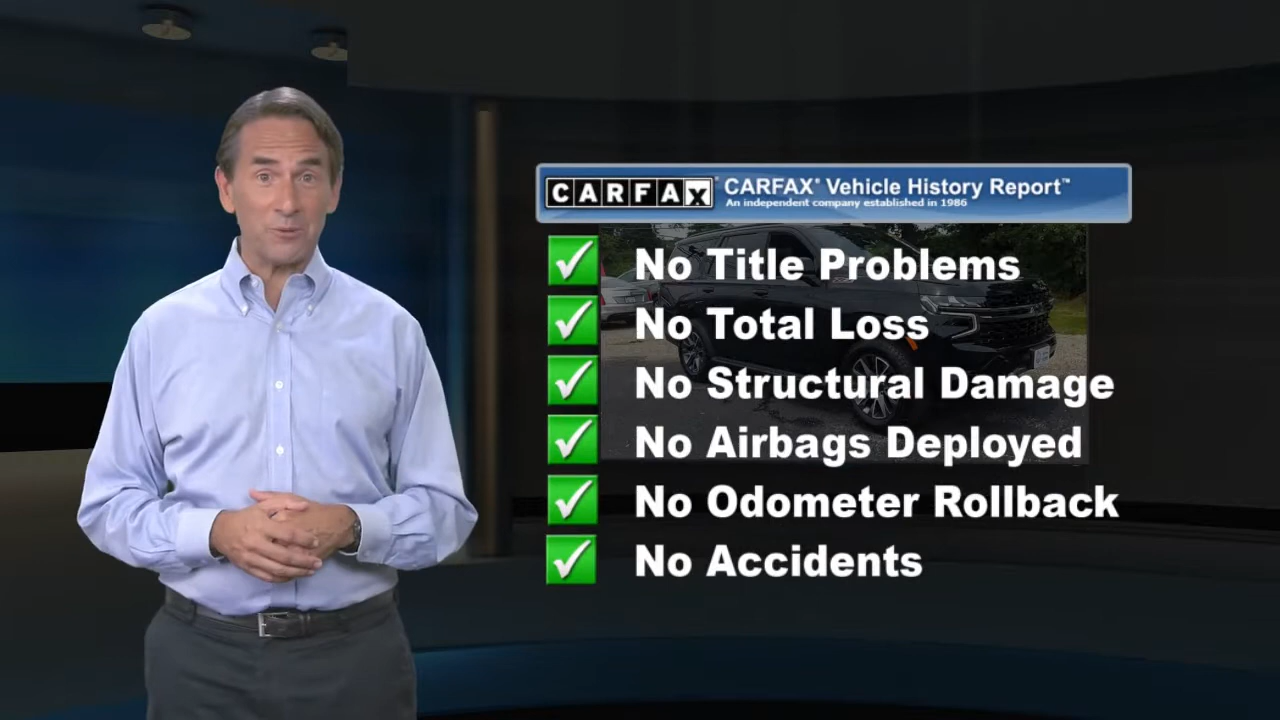 CARFAX® CARFAX® Vehicle History Report™
An independent company established in 1986
No Title Problems
No Total Loss
No Structural Damage
No Airbags Deployed
No Odometer Rollback
No Accidents